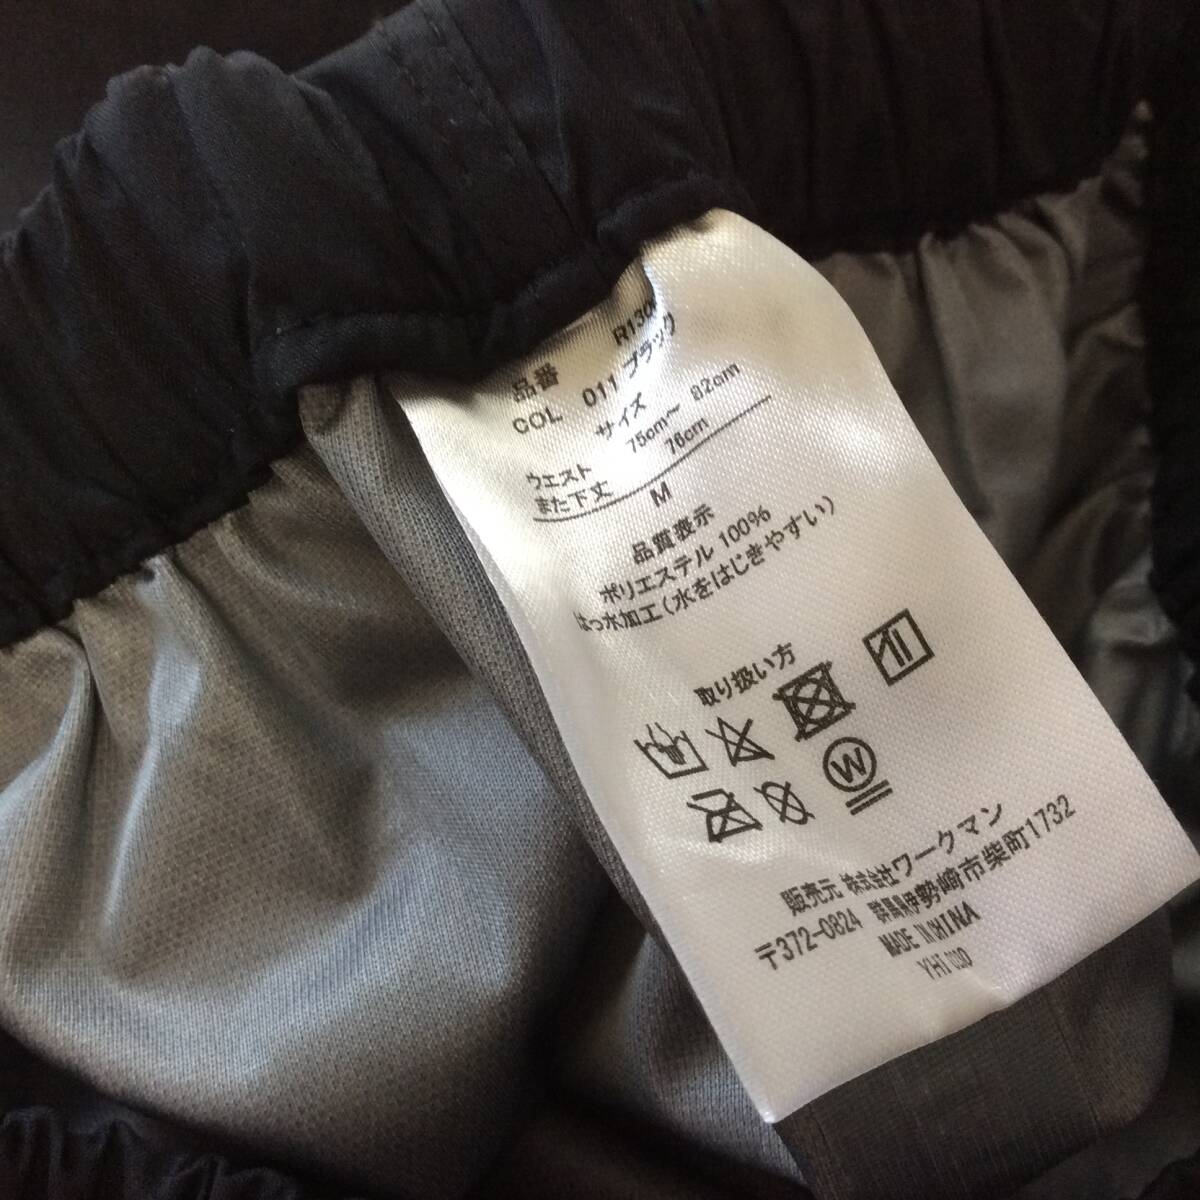 品番 R130
COL 011 ブラック
サイズ
ウエスト 75cm～ 82cm
また下丈 76cm
M
品質表示
ポリエステル 100%
はっ水加工(水をはじきやすい)
取り扱い方
W
販売元 株式会社ワークマン
〒372-0824 群馬県伊勢崎市柴町1732
MADE IN CHINA
YHI